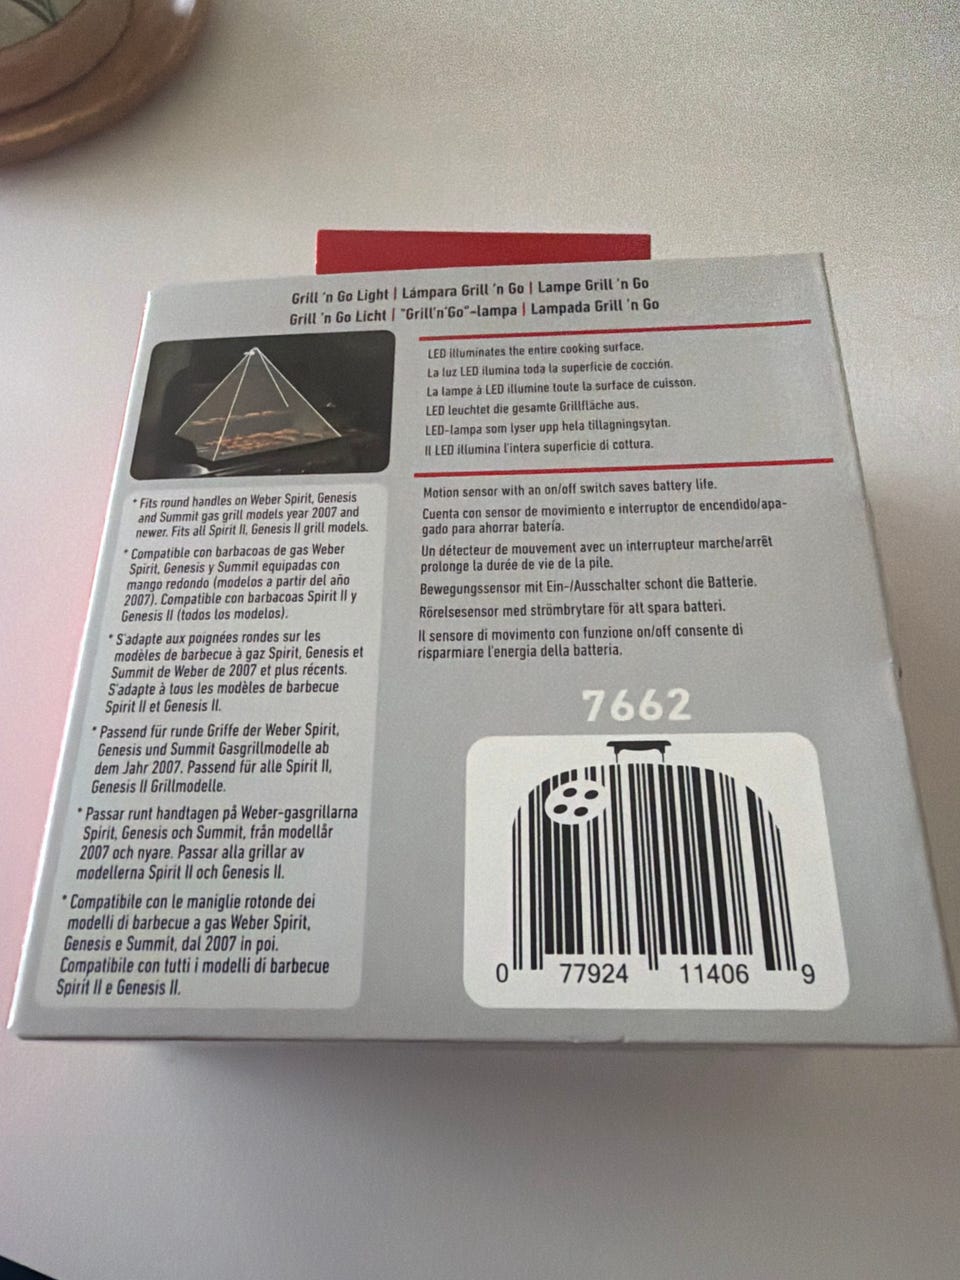 Grill 'n Go Light | Lámpara Grill 'n Go | Lampe Grill 'n Go
Grill 'n Go Licht | "Grill'n'Go"-lampa | Lampada Grill 'n Go
LED illuminates the entire cooking surface.
La luz LED ilumina toda la superficie de cocción.
La lampe à LED illumine toute la surface de cuisson.
LED leuchtet die gesamte Grillfläche aus.
LED-lampa som lyser upp hela tillagningsytan.
Il LED illumina l'intera superficie di cottura.
* Fits round handles on Weber Spirit, Genesis
and Summit gas grill models year 2007 and
newer. Fits all Spirit II, Genesis II grill models.
* Compatible con barbacoas de gas Weber
Spirit, Genesis y Summit equipadas con
mango redondo (modelos a partir del año
2007). Compatible con barbacoas Spirit II y
Genesis II (todos los modelos).
* S'adapte aux poignées rondes sur les
modèles de barbecue à gaz Spirit, Genesis et
Summit de Weber de 2007 et plus récents.
S'adapte à tous les modèles de barbecue
Spirit II et Genesis II.
* Passend für runde Griffe der Weber Spirit,
Genesis und Summit Gasgrillmodelle ab
dem Jahr 2007. Passend für alle Spirit II,
Genesis II Grillmodelle.
* Passar runt handtagen på Weber-gasgrillarna
Spirit, Genesis och Summit, från modellår
2007 och nyare. Passar alla grillar av
modellerna Spirit II och Genesis II.
* Compatibile con le maniglie rotonde dei
modelli di barbecue a gas Weber Spirit,
Genesis e Summit, dal 2007 in poi.
Compatibile con tutti i modelli di barbecue
Spirit II e Genesis II.
Motion sensor with an on/off switch saves battery life.
Cuenta con sensor de movimiento e interruptor de encendido/apa-
gado para ahorrar batería.
Un détecteur de mouvement avec un interrupteur marche/arrêt
prolonge la durée de vie de la pile.
Bewegungssensor mit Ein-/Ausschalter schont die Batterie.
Rörelsesensor med strömbrytare för att spara batteri.
Il sensore di movimento con funzione on/off consente di
risparmiare l'energia della batteria.
7662
0 77924 11406 9